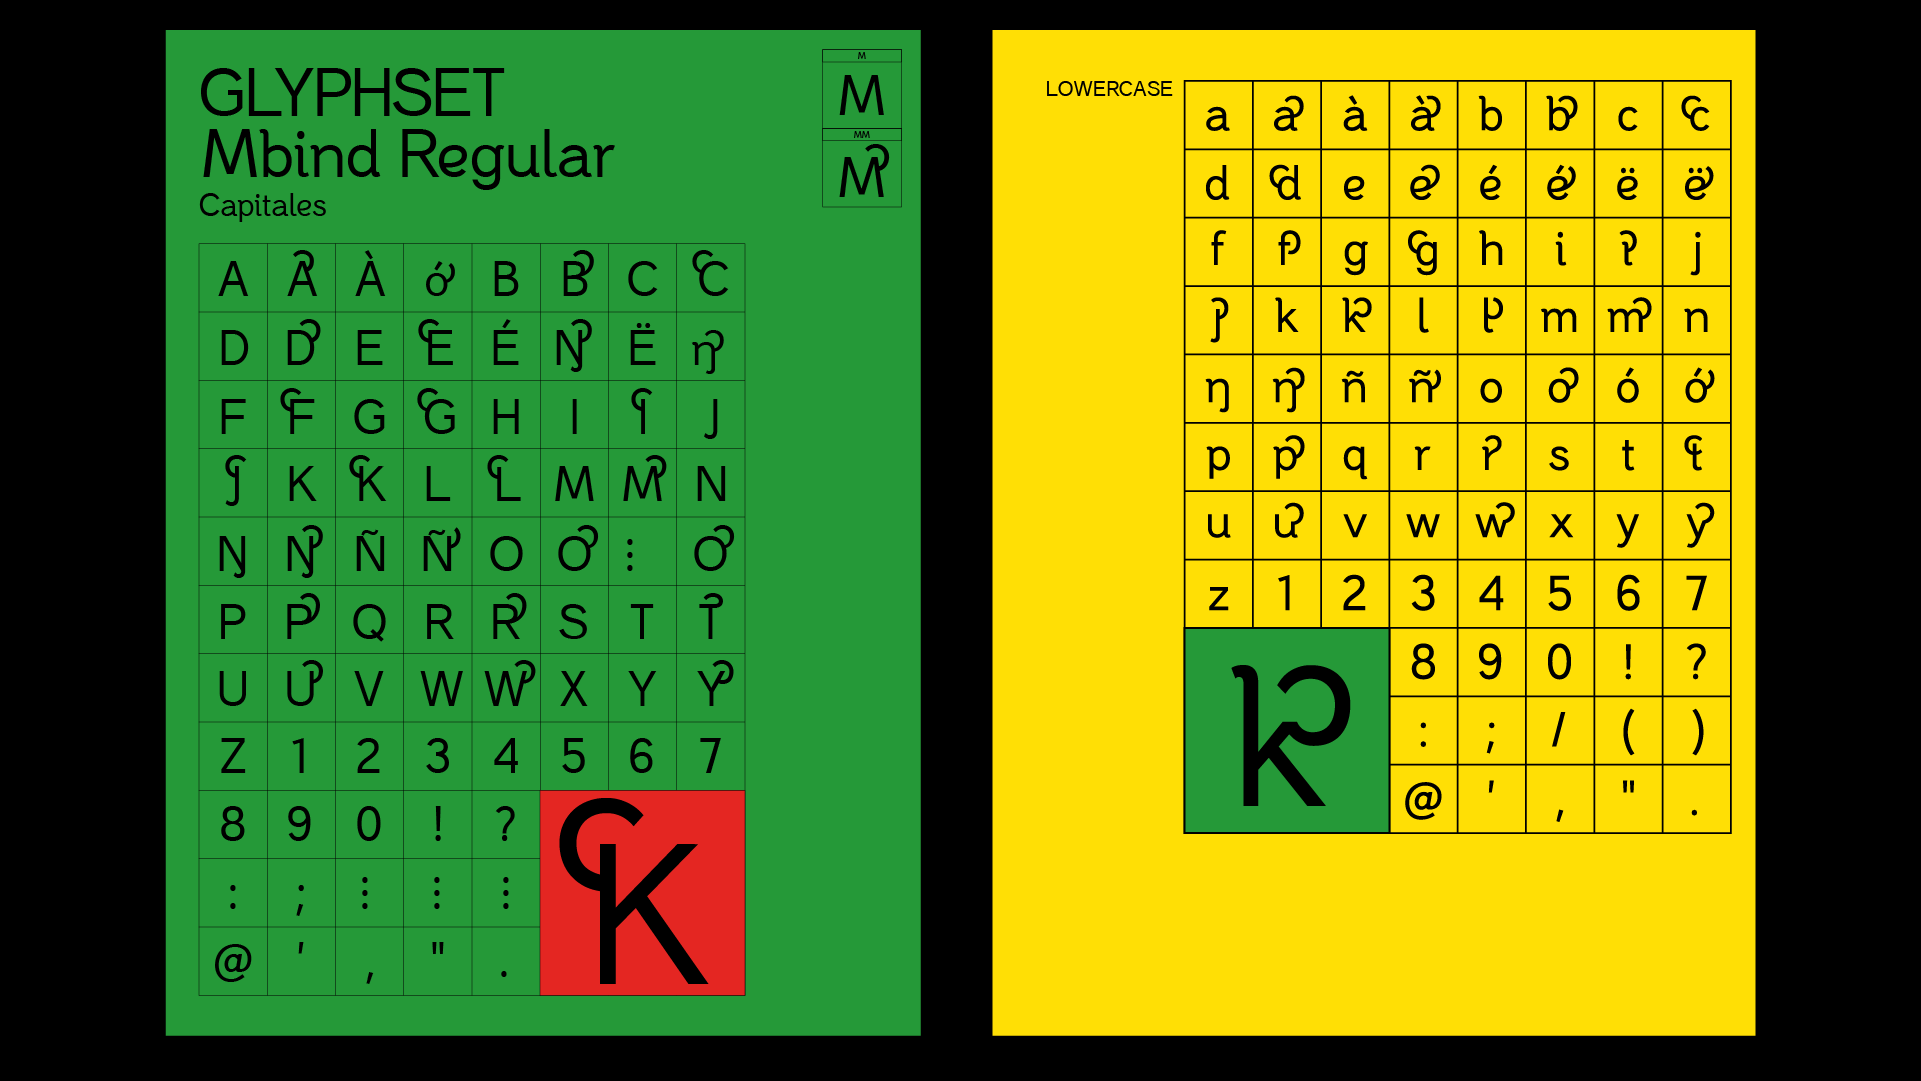 GLYPHSET
Mbind Regular
Capitales
M
M
MM
A À B C
D E É Ë
F G H I J
K L M N
Ŋ Ñ O ⋮
P Q R S T
U V W X Y
Z 1 2 3 4 5 6 7
8 9 0 ! ?
: ; ⋮ ⋮ ⋮
@ ' , " .
LOWERCASE
a à b c
d e é ë
f g h i j
k l m n
ŋ ñ o ó
p q r s t
u v w x y
z 1 2 3 4 5 6 7
8 9 0 ! ?
: ; / ( )
@ ' , " .